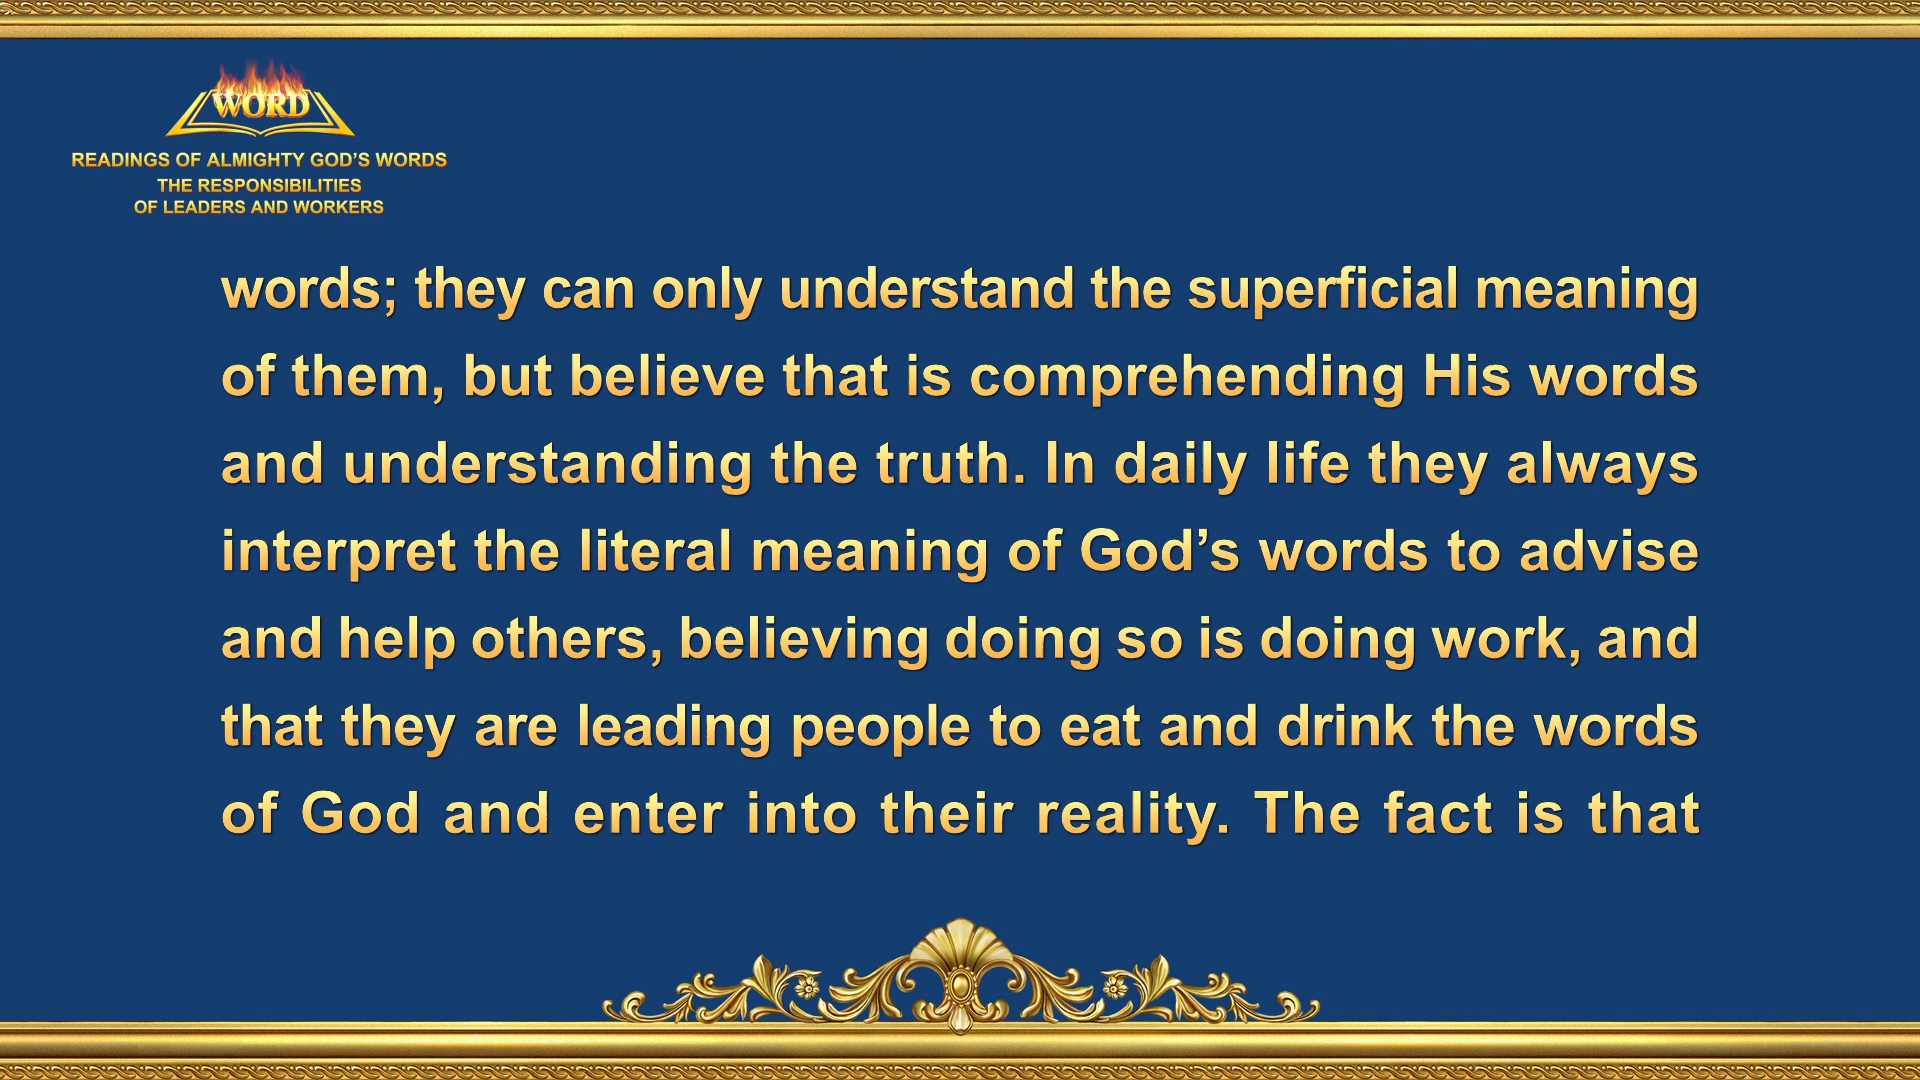 WORD
READINGS OF ALMIGHTY GOD’S WORDS
THE RESPONSIBILITIES
OF LEADERS AND WORKERS
words; they can only understand the superficial meaning
of them, but believe that is comprehending His words
and understanding the truth. In daily life they always
interpret the literal meaning of God’s words to advise
and help others, believing doing so is doing work, and
that they are leading people to eat and drink the words
of God and enter into their reality. The fact is that